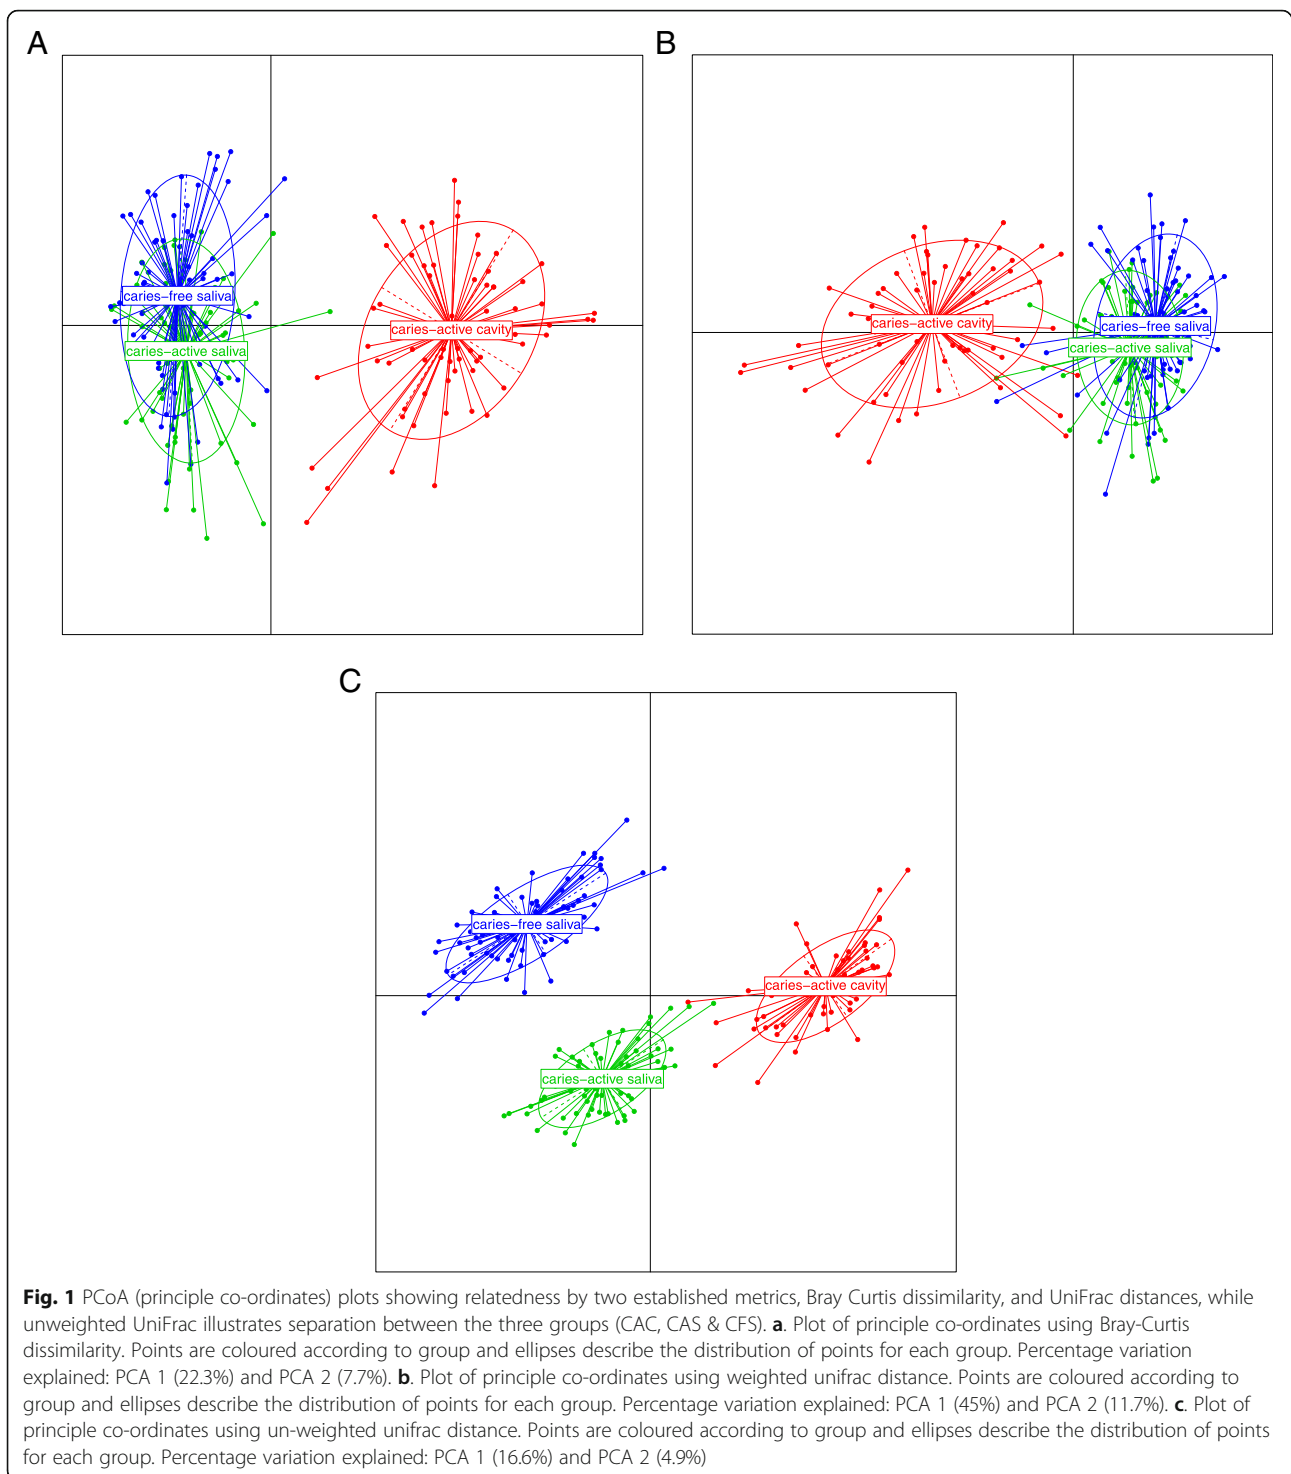 A
caries-free saliva
caries-active saliva
caries-active cavity
B
caries-active cavity
caries-free saliva
caries-active saliva
C
caries-free saliva
caries-active cavity
caries-active saliva
Fig. 1 PCoA (principle co-ordinates) plots showing relatedness by two established metrics, Bray Curtis dissimilarity, and UniFrac distances, while
unweighted UniFrac illustrates separation between the three groups (CAC, CAS & CFS). a. Plot of principle co-ordinates using Bray-Curtis
dissimilarity. Points are coloured according to group and ellipses describe the distribution of points for each group. Percentage variation
explained: PCA 1 (22.3%) and PCA 2 (7.7%). b. Plot of principle co-ordinates using weighted unifrac distance. Points are coloured according to
group and ellipses describe the distribution of points for each group. Percentage variation explained: PCA 1 (45%) and PCA 2 (11.7%). c. Plot of
principle co-ordinates using un-weighted unifrac distance. Points are coloured according to group and ellipses describe the distribution of points
for each group. Percentage variation explained: PCA 1 (16.6%) and PCA 2 (4.9%)